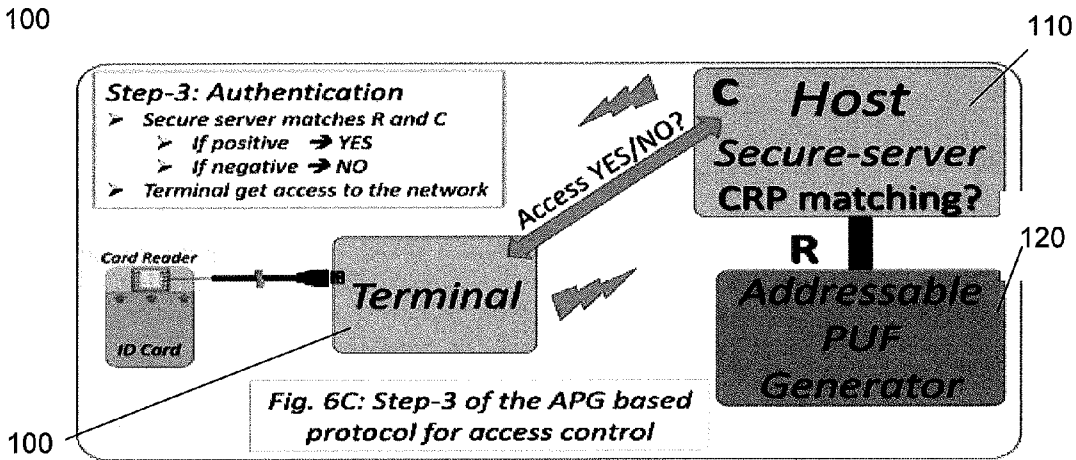 100
110
Step-3: Authentication
➢ Secure server matches R and C
➢ If positive ➔ YES
➢ If negative ➔ NO
➢ Terminal get access to the network
Access YES/NO?
C
Host
Secure-server
CRP matching?
R
120
Addressable
PUF
Generator
Card Reader
ID Card
Terminal
Fig. 6C: Step-3 of the APG based
protocol for access control
100